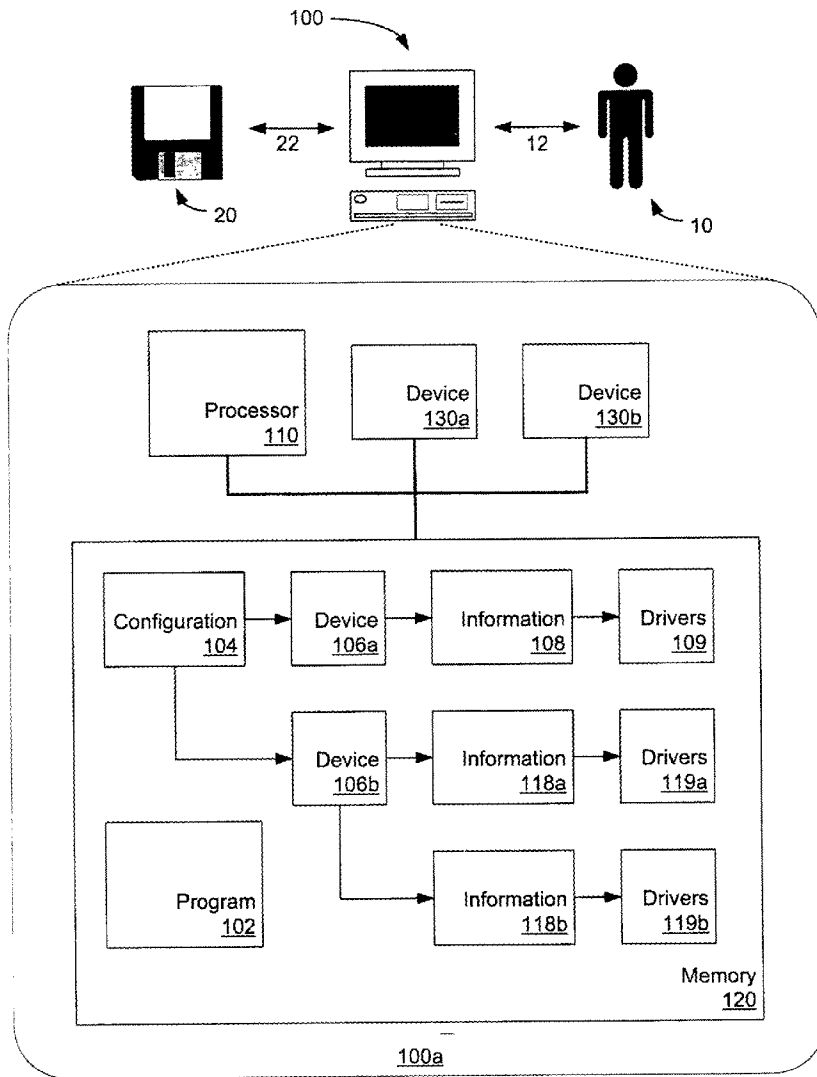 100
22
12
20
10
Processor
110
Device
130a
Device
130b
Configuration
104
Device
106a
Information
108
Drivers
109
Device
106b
Information
118a
Drivers
119a
Program
102
Information
118b
Drivers
119b
Memory
120
100a